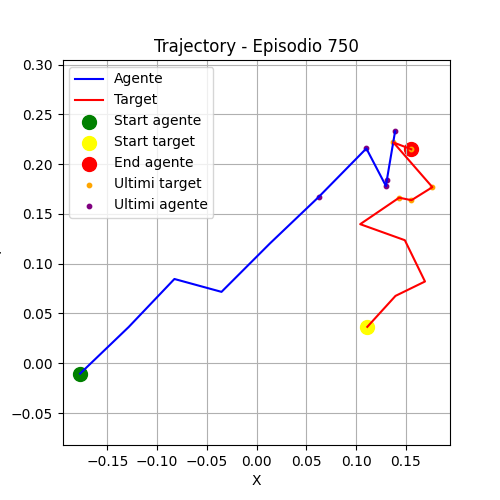 Trajectory - Episodio 750
Agente
Target
Start agente
Start target
End agente
Ultimi target
Ultimi agente
0.30
0.25
0.20
0.15
0.10
0.05
0.00
−0.05
−0.15
−0.10
−0.05
0.00
0.05
0.10
0.15
X